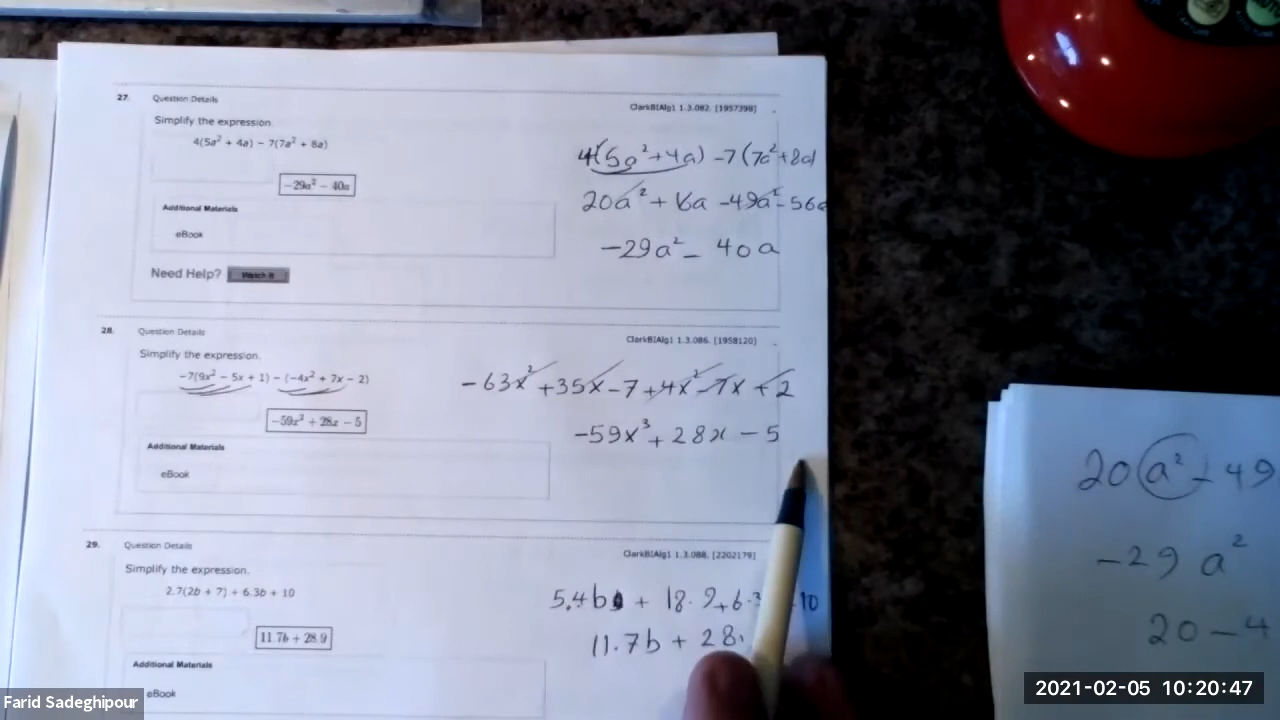 27. Question Details
ClarkBIAlg1 1.3.082. [1957398]
Simplify the expression.
4(5a² + 4a) − 7(7a² + 8a)
−29a² − 40a
Additional Materials
eBook
Need Help? Watch It
4(5a²+4a) -7(7a²+8a)
20a² + 16a -49a² - 56a
-29a² - 40a
28. Question Details
ClarkBIAlg1 1.3.086. [1958120]
Simplify the expression.
−7(9x² − 5x + 1) − (−4x² + 7x − 2)
−59x² + 28x − 5
Additional Materials
eBook
-63x² +35x -7 +4x² -7x +2
-59x³ + 28x - 5
29. Question Details
ClarkBIAlg1 1.3.088. [2202179]
Simplify the expression.
2.7(2b + 7) + 6.3b + 10
11.7b + 28.9
Additional Materials
eBook
5.4b + 18.9 +6.3 10
11.7b + 28.
20a² - 49
-29 a²
20 - 4
Farid Sadeghipour
2021-02-05 10:20:47